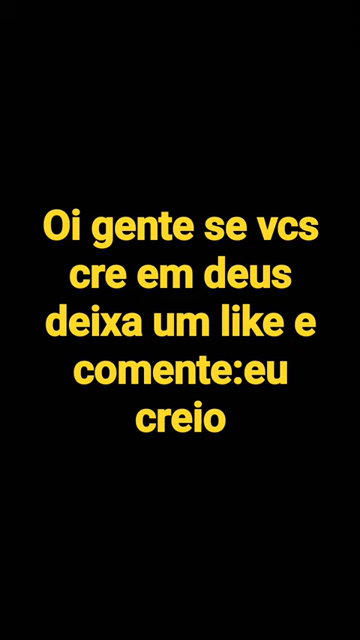 Oi gente se vcs
cre em deus
deixa um like e
comente:eu
creio